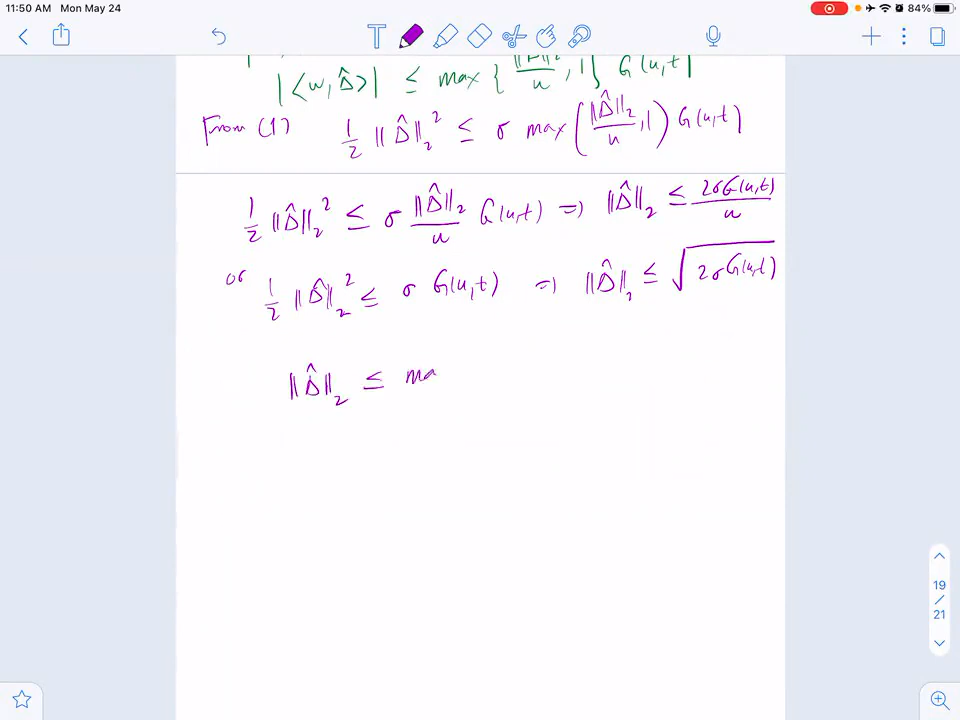 11:50 AM Mon May 24 84%
|<w, Δ̂>| ≤ max { ‖Δ̂‖₂/u , 1 } G(u,t)
From (1) 1/2 ‖Δ̂‖₂² ≤ σ max ( ‖Δ̂‖₂/u , 1 ) G(u,t)
1/2 ‖Δ̂‖₂² ≤ σ ‖Δ̂‖₂/u G(u,t) => ‖Δ̂‖₂ ≤ 2σG(u,t)/u
or 1/2 ‖Δ̂‖₂² ≤ σ G(u,t) => ‖Δ̂‖₂ ≤ √(2σG(u,t))
‖Δ̂‖₂ ≤ ma
19
/
21